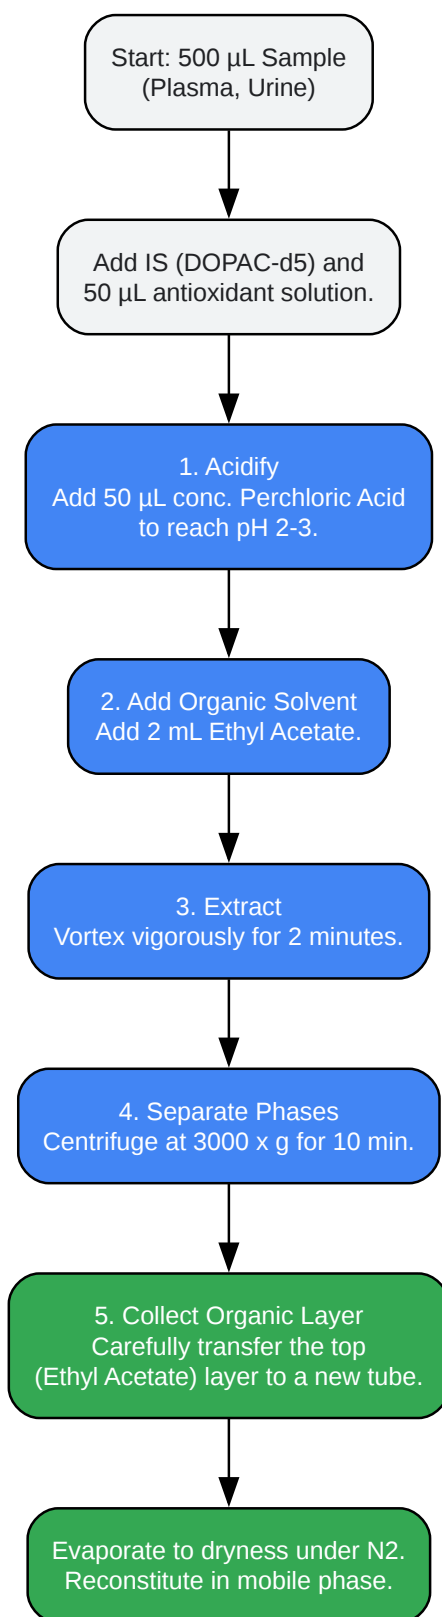 Start: 500 µL Sample
(Plasma, Urine)
Add IS (DOPAC-d5) and
50 µL antioxidant solution.
1. Acidify
Add 50 µL conc. Perchloric Acid
to reach pH 2-3.
2. Add Organic Solvent
Add 2 mL Ethyl Acetate.
3. Extract
Vortex vigorously for 2 minutes.
4. Separate Phases
Centrifuge at 3000 x g for 10 min.
5. Collect Organic Layer
Carefully transfer the top
(Ethyl Acetate) layer to a new tube.
Evaporate to dryness under N2.
Reconstitute in mobile phase.